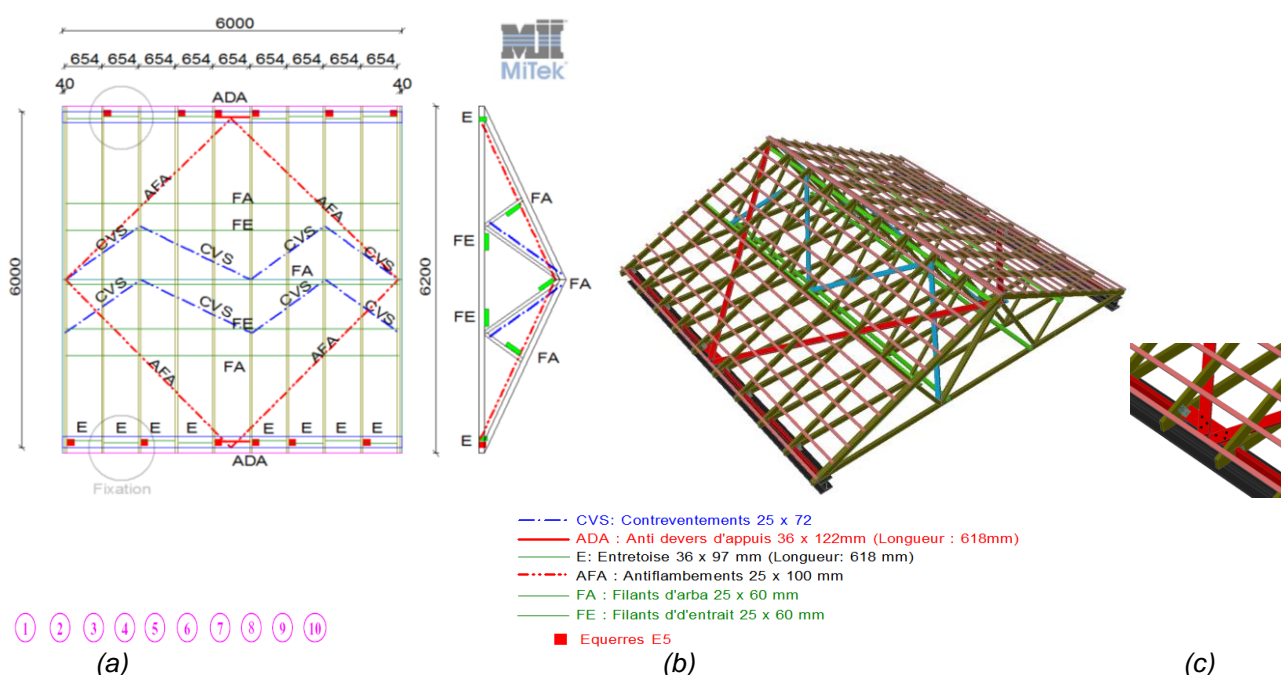 6000
654 654 654 654 654 654 654 654 654
40 40
MiTek
ADA
E
AFA
FA
AFA
FA
FE
FE
CVS CVS CVS CVS
FA
FA
6000
6200
CVS CVS CVS CVS
FE
FE
AFA
FA
AFA
FA
E E E E E E E E
E
ADA
Fixation
CVS: Contreventements 25 x 72
ADA : Anti devers d'appuis 36 x 122mm (Longueur : 618mm)
E: Entretoise 36 x 97 mm (Longueur: 618 mm)
AFA : Antiflambements 25 x 100 mm
FA : Filants d'arba 25 x 60 mm
FE : Filants d'd'entrait 25 x 60 mm
Equerres E5
1 2 3 4 5 6 7 8 9 10
(a) (b) (c)